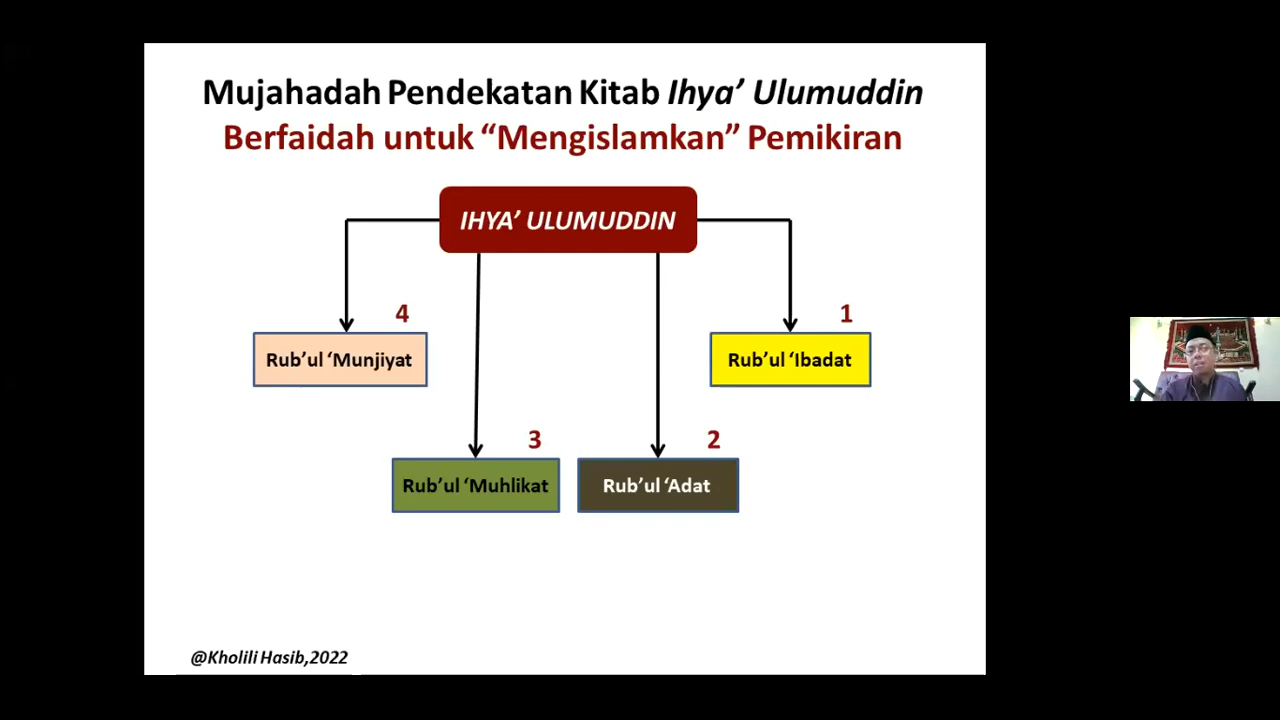 Mujahadah Pendekatan Kitab Ihya’ Ulumuddin
Berfaidah untuk “Mengislamkan” Pemikiran
IHYA’ ULUMUDDIN
4
Rub’ul ‘Munjiyat
1
Rub’ul ‘Ibadat
3
Rub’ul ‘Muhlikat
2
Rub’ul ‘Adat
@Kholili Hasib,2022